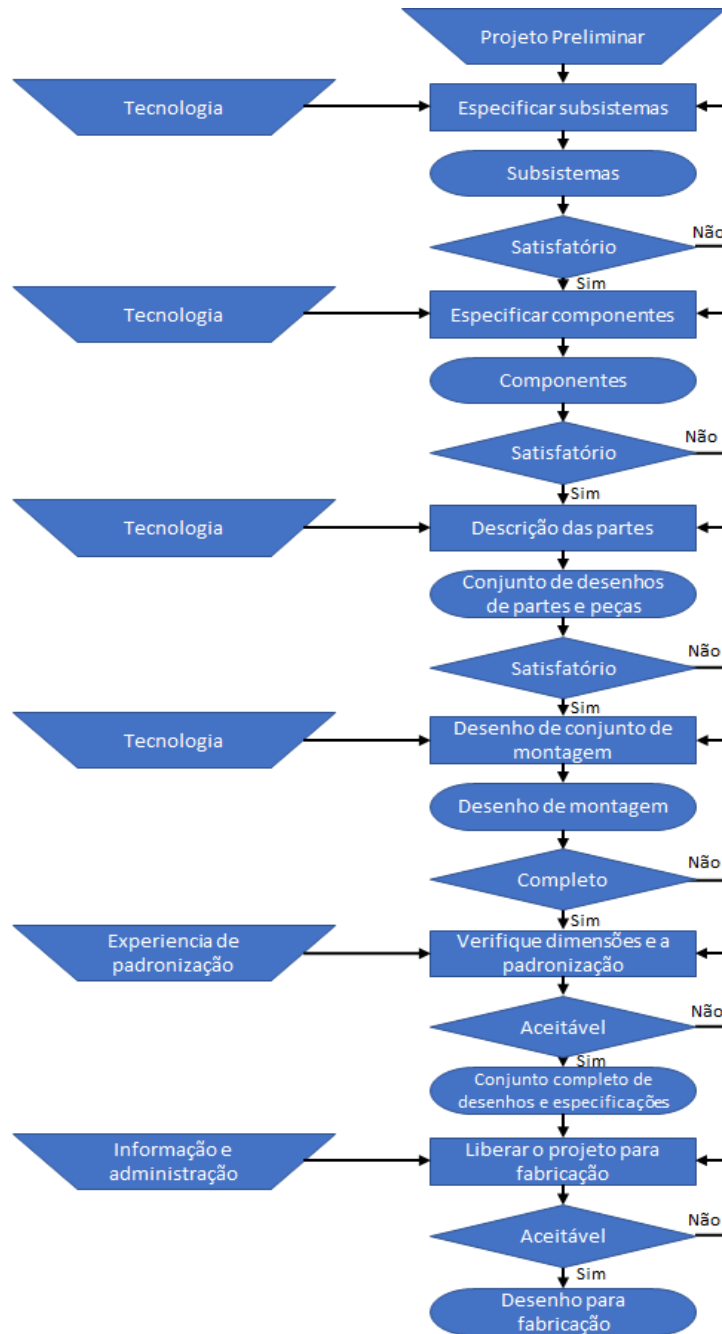 Projeto Preliminar
Tecnologia
Especificar subsistemas
Subsistemas
Satisfatório
Não
Sim
Tecnologia
Especificar componentes
Componentes
Satisfatório
Não
Sim
Tecnologia
Descrição das partes
Conjunto de desenhos
de partes e peças
Satisfatório
Não
Sim
Tecnologia
Desenho de conjunto de
montagem
Desenho de montagem
Completo
Não
Sim
Experiencia de
padronização
Verifique dimensões e a
padronização
Aceitável
Não
Sim
Conjunto completo de
desenhos e especificações
Informação e
administração
Liberar o projeto para
fabricação
Aceitável
Não
Sim
Desenho para
fabricação